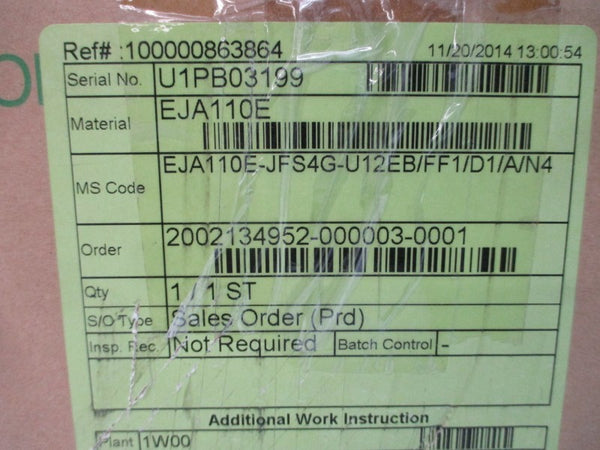 Ref# :100000863864 11/20/2014 13:00:54
Serial No. U1PB03199
Material EJA110E
MS Code EJA110E-JFS4G-U12EB/FF1/D1/A/N4
Order 2002134952-000003-0001
Qty 1 / 1 ST
S/O Type Sales Order (Prd)
Insp. Rec. Not Required Batch Control -
Additional Work Instruction
Plant 1W00